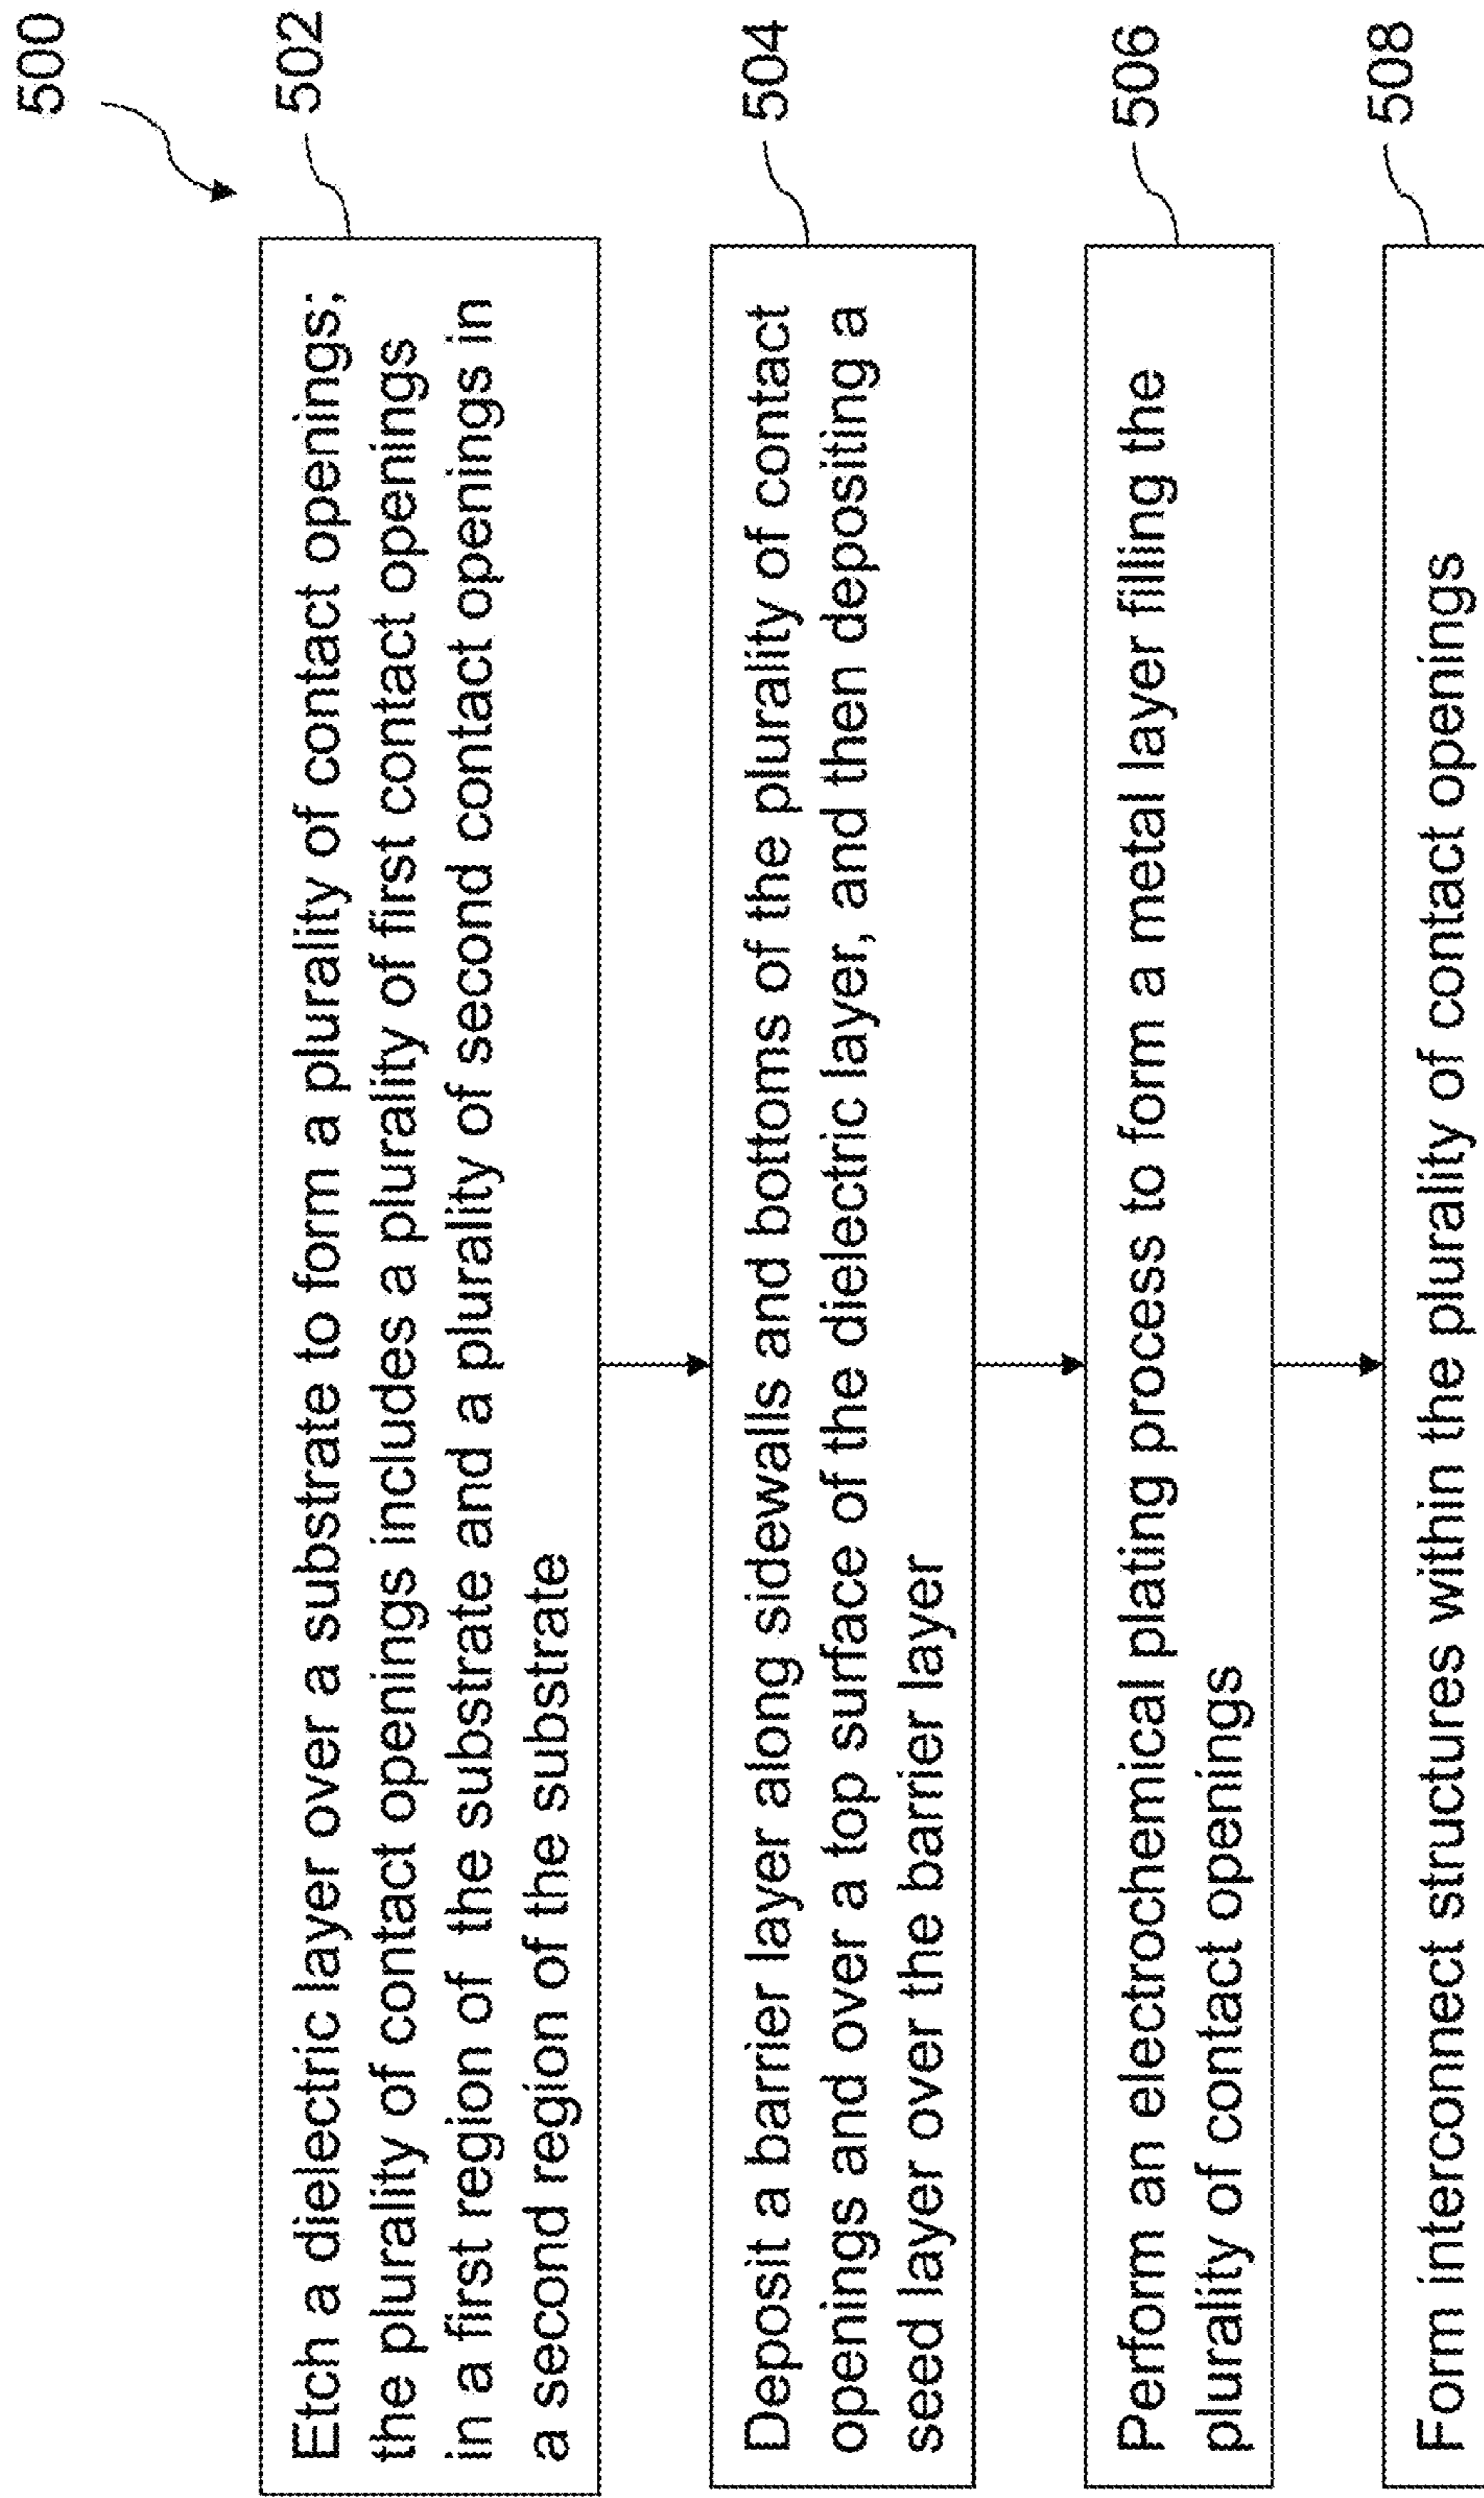 500
502
Etch a dielectric layer over a substrate to form a plurality of contact openings;
the plurality of contact openings includes a plurality of first contact openings
in a first region of the substrate and a plurality of second contact openings in
a second region of the substrate
504
Deposit a barrier layer along sidewalls and bottoms of the plurality of contact
openings and over a top surface of the dielectric layer, and then depositing a
seed layer over the barrier layer
506
Perform an electrochemical plating process to form a metal layer filling the
plurality of contact openings
508
Form interconnect structures within the plurality of contact openings